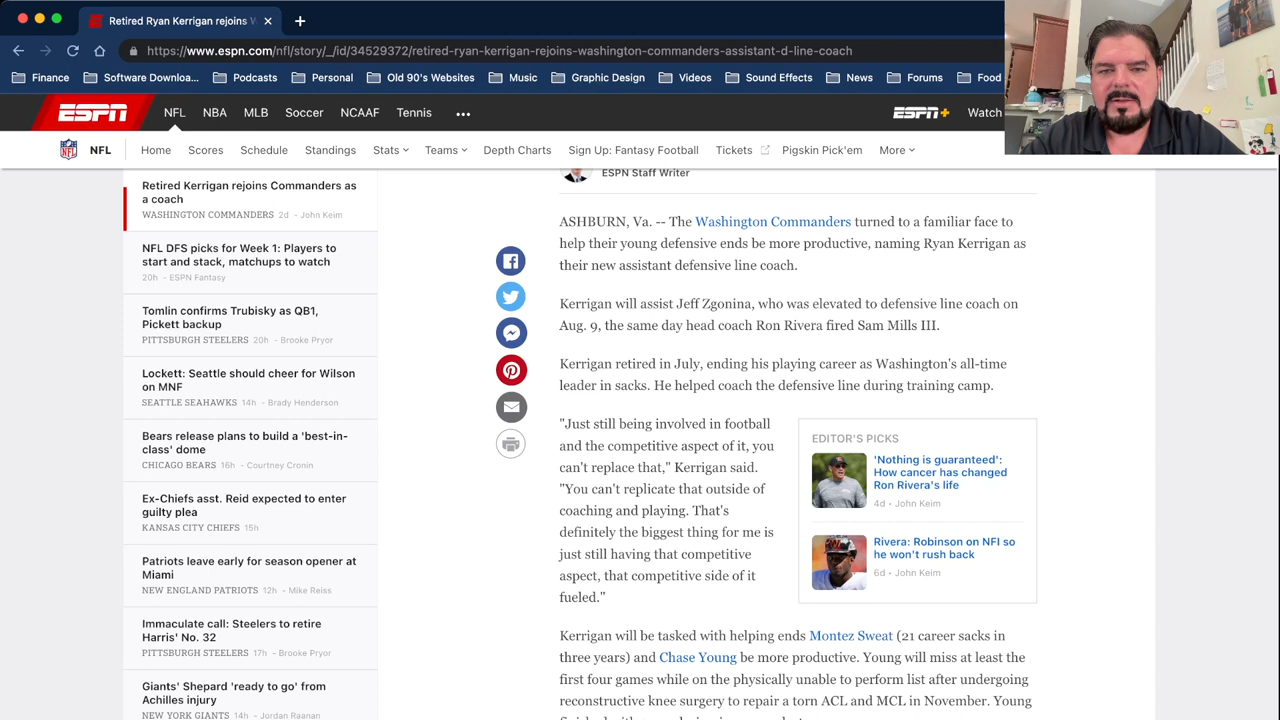 Retired Ryan Kerrigan rejoins
https://www.espn.com/nfl/story/_/id/34529372/retired-ryan-kerrigan-rejoins-washington-commanders-assistant-d-line-coach
Finance Software Downloa... Podcasts Personal Old 90's Websites Music Graphic Design Videos Sound Effects News Forums Food
ESPN NFL NBA MLB Soccer NCAAF Tennis ... ESPN+ Watch
NFL Home Scores Schedule Standings Stats Teams Depth Charts Sign Up: Fantasy Football Tickets Pigskin Pick'em More
Retired Kerrigan rejoins Commanders as
a coach
WASHINGTON COMMANDERS 2d - John Keim
NFL DFS picks for Week 1: Players to
start and stack, matchups to watch
20h - ESPN Fantasy
Tomlin confirms Trubisky as QB1,
Pickett backup
PITTSBURGH STEELERS 20h - Brooke Pryor
Lockett: Seattle should cheer for Wilson
on MNF
SEATTLE SEAHAWKS 14h - Brady Henderson
Bears release plans to build a 'best-in-
class' dome
CHICAGO BEARS 16h - Courtney Cronin
Ex-Chiefs asst. Reid expected to enter
guilty plea
KANSAS CITY CHIEFS 15h
Patriots leave early for season opener at
Miami
NEW ENGLAND PATRIOTS 12h - Mike Reiss
Immaculate call: Steelers to retire
Harris' No. 32
PITTSBURGH STEELERS 17h - Brooke Pryor
Giants' Shepard 'ready to go' from
Achilles injury
NEW YORK GIANTS 14h - Jordan Raanan
ESPN Staff Writer
ASHBURN, Va. -- The Washington Commanders turned to a familiar face to
help their young defensive ends be more productive, naming Ryan Kerrigan as
their new assistant defensive line coach.
Kerrigan will assist Jeff Zgonina, who was elevated to defensive line coach on
Aug. 9, the same day head coach Ron Rivera fired Sam Mills III.
Kerrigan retired in July, ending his playing career as Washington's all-time
leader in sacks. He helped coach the defensive line during training camp.
"Just still being involved in football
and the competitive aspect of it, you
can't replace that," Kerrigan said.
"You can't replicate that outside of
coaching and playing. That's
definitely the biggest thing for me is
just still having that competitive
aspect, that competitive side of it
fueled."
EDITOR'S PICKS
'Nothing is guaranteed':
How cancer has changed
Ron Rivera's life
4d - John Keim
Rivera: Robinson on NFI so
he won't rush back
6d - John Keim
Kerrigan will be tasked with helping ends Montez Sweat (21 career sacks in
three years) and Chase Young be more productive. Young will miss at least the
first four games while on the physically unable to perform list after undergoing
reconstructive knee surgery to repair a torn ACL and MCL in November. Young